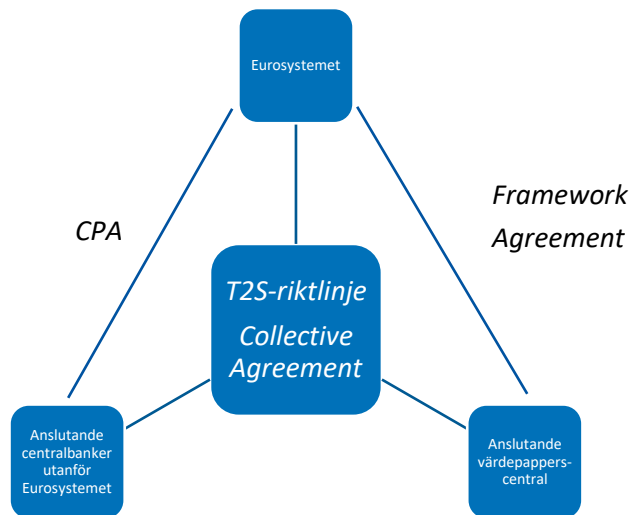 Eurosystemet
CPA
Framework
Agreement
T2S-riktlinje
Collective
Agreement
Anslutande
centralbanker
utanför
Eurosystemet
Anslutande
värdepappers-
central